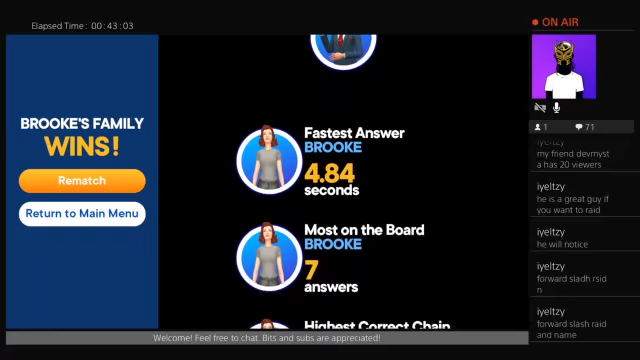 Elapsed Time : 00:43:03
ON AIR
BROOKE'S FAMILY
WINS!
Rematch
Return to Main Menu
Fastest Answer
BROOKE
4.84
seconds
Most on the Board
BROOKE
7
answers
Highest Correct Chain
1
71
iyeltzy
my friend devmyst
a has 20 viewers
iyeltzy
he is a great guy if
you want to raid
iyeltzy
he will notice
iyeltzy
forward sladh rsid
n
iyeltzy
forward slash raid
and name
Welcome! Feel free to chat. Bits and subs are appreciated!